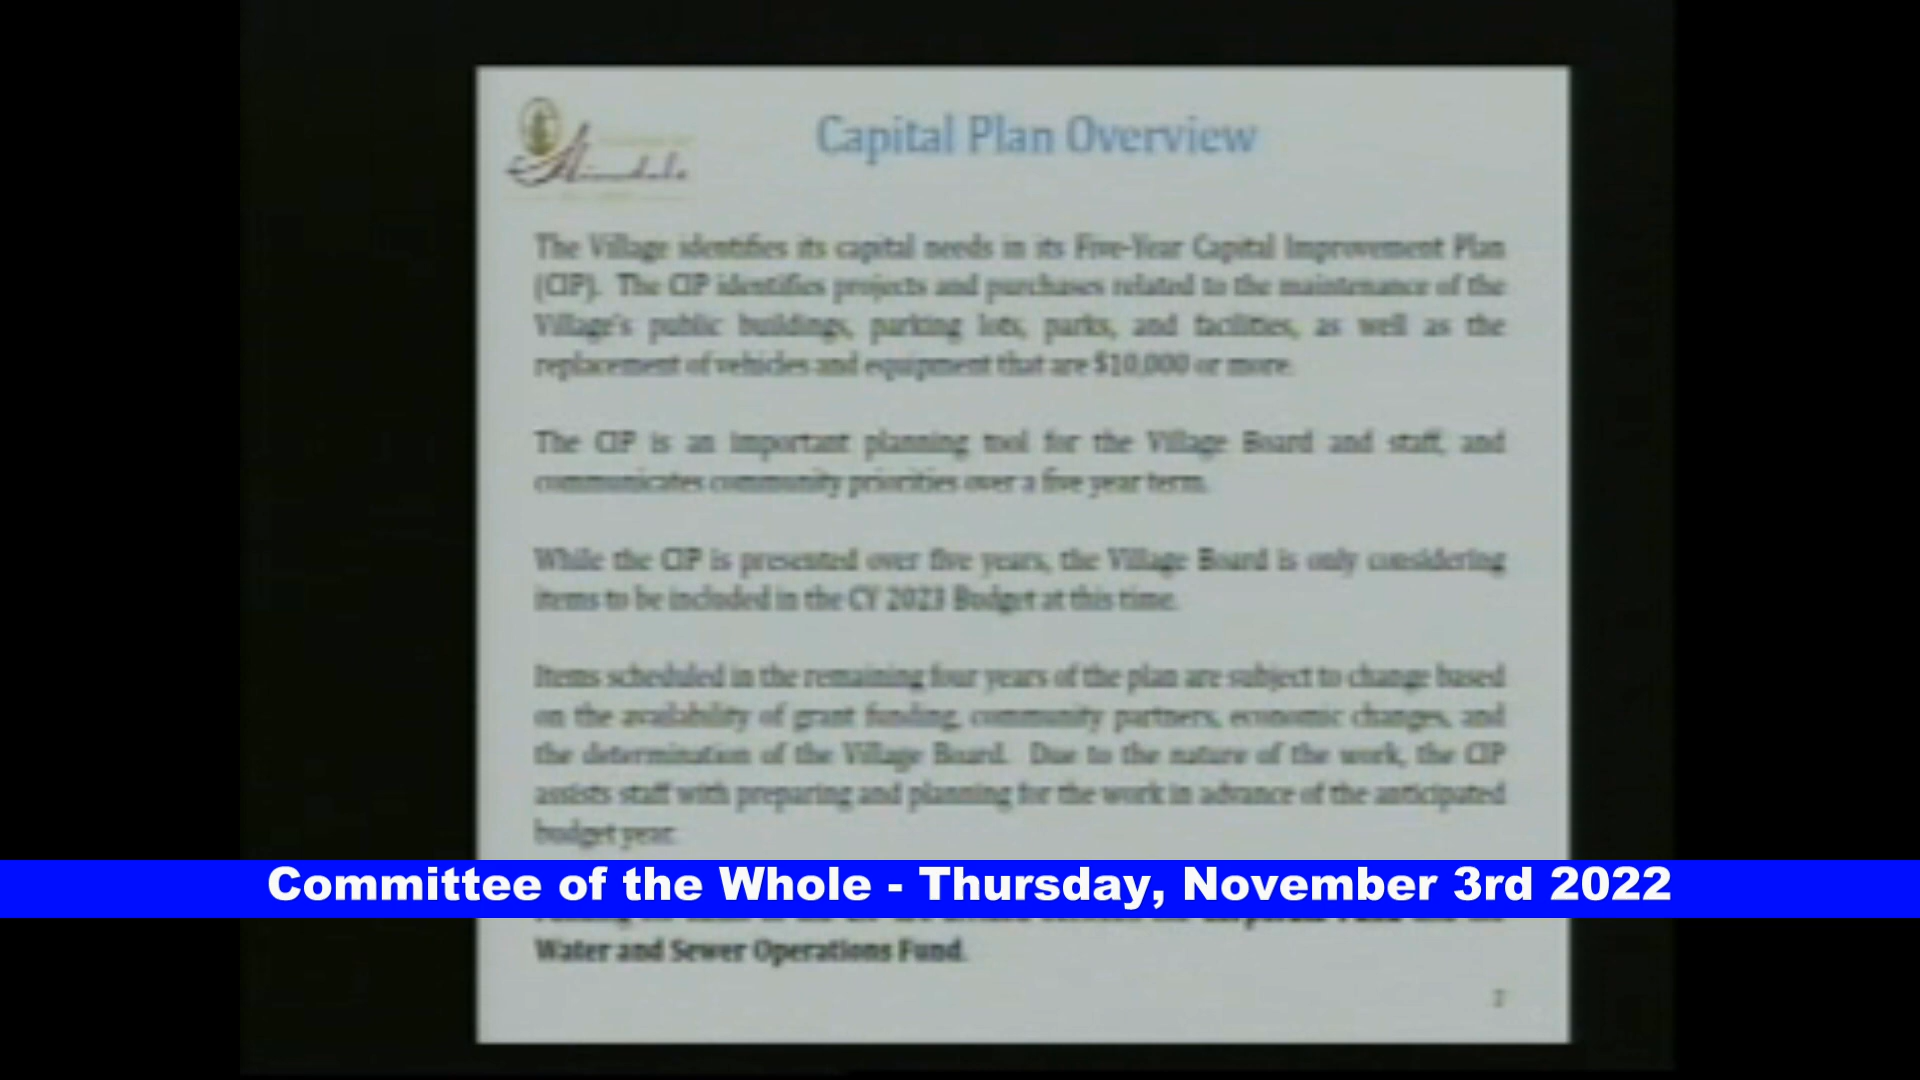 Hinsdale
Capital Plan Overview
The Village identifies its capital needs in its Five-Year Capital Improvement Plan
(CIP). The CIP identifies projects and purchases related to the maintenance of the
Village's public buildings, parking lots, parks, and facilities, as well as the
replacement of vehicles and equipment that are $10,000 or more.
The CIP is an important planning tool for the Village Board and staff, and
communicates community priorities over a five year term.
While the CIP is presented over five years, the Village Board is only considering
items to be included in the CY 2023 Budget at this time.
Items scheduled in the remaining four years of the plan are subject to change based
on the availability of grant funding, community partners, economic changes, and
the determination of the Village Board. Due to the nature of the work, the CIP
assists staff with preparing and planning for the work in advance of the anticipated
budget year.
Committee of the Whole - Thursday, November 3rd 2022
Water and Sewer Operations Fund.
2